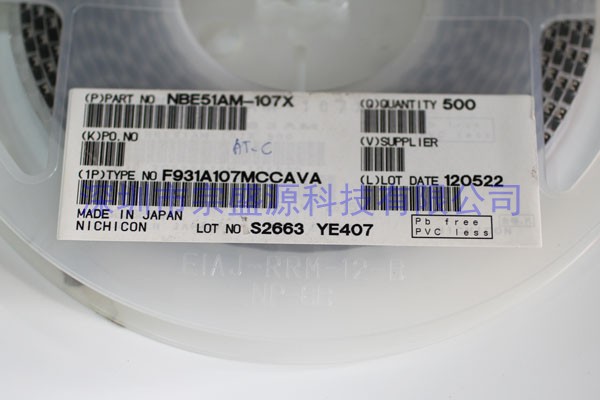 (P)PART NO NBE51AM-107X (Q)QUANTITY 500
(K)PO.NO (V)SUPPLIER
AT-C
(1P)TYPE NO F931A107MCCAVA (L)LOT DATE 120522
深圳市京盛源科技有限公司
MADE IN JAPAN
NICHICON LOT NO S2663 YE407
Pb free
PVC less
EIAJ-RRM-12-B